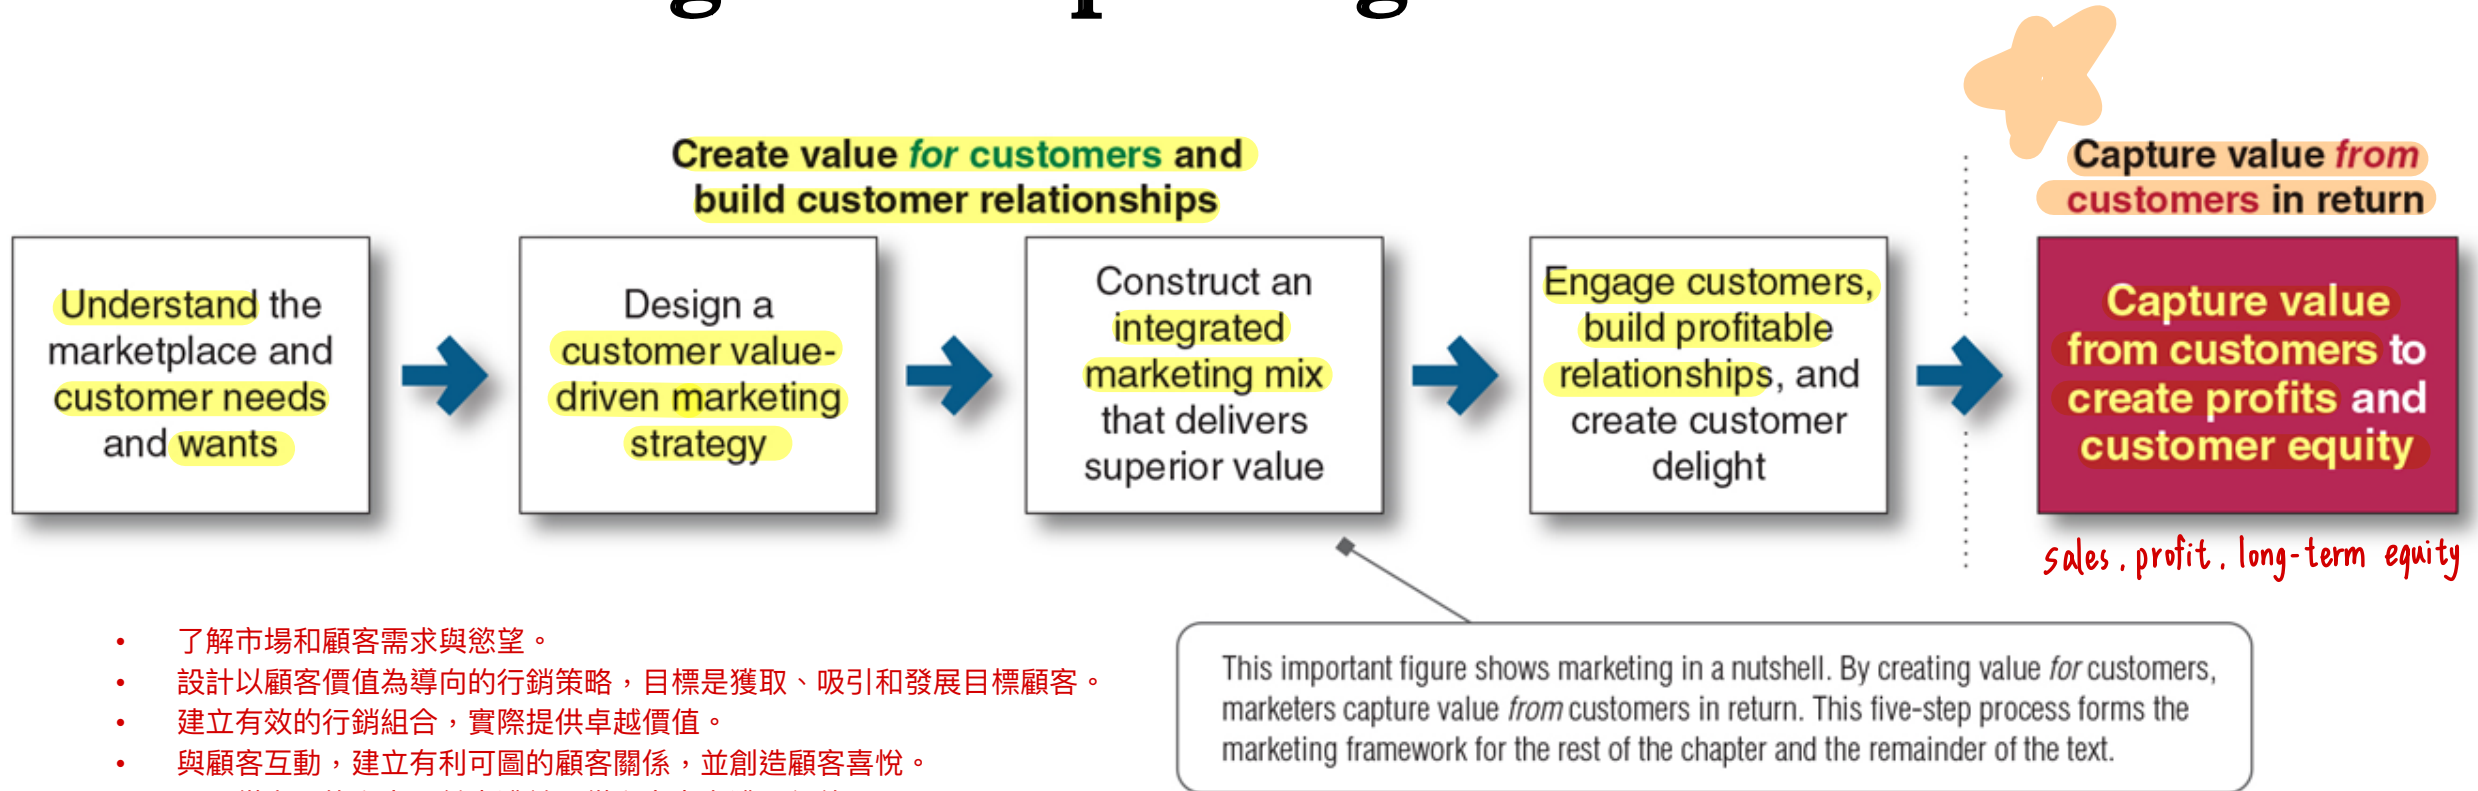 Create value for customers and
build customer relationships
Capture value from
customers in return
Understand the
marketplace and
customer needs
and wants
Design a
customer value-
driven marketing
strategy
Construct an
integrated
marketing mix
that delivers
superior value
Engage customers,
build profitable
relationships, and
create customer
delight
Capture value
from customers to
create profits and
customer equity
sales. profit. long-term equity
• 了解市場和顧客需求與慾望。
• 設計以顧客價值為導向的行銷策略，目標是獲取、吸引和發展目標顧客。
• 建立有效的行銷組合，實際提供卓越價值。
• 與顧客互動，建立有利可圖的顧客關係，並創造顧客喜悅。
This important figure shows marketing in a nutshell. By creating value for customers,
marketers capture value from customers in return. This five-step process forms the
marketing framework for the rest of the chapter and the remainder of the text.